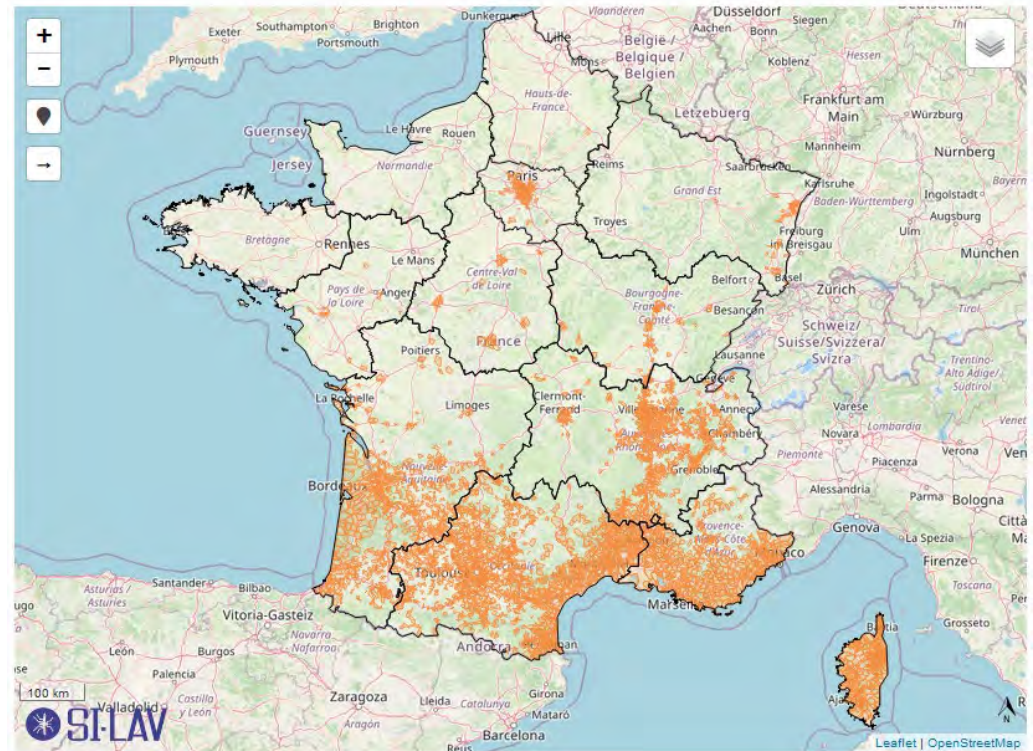 Dunkerque
Vlaanderen
Düsseldorf
Siegen
Exeter
Southampton
Brighton
Portsmouth
Plymouth
Lille
Mons
België /
Belgique /
Belgien
Aachen
Bonn
Koblenz
Hessen
+
−
→
Hauts-de-
France
Letzebuerg
Frankfurt am
Main
Würzburg
Guernsey
Jersey
Le Havre
Rouen
Normandie
Reims
Saarbrücken
Mannheim
Nürnberg
Paris
Grand Est
Karlsruhe
Baden-Württemberg
Ingolstadt
Bayern
Augsburg
Ulm
München
Bretagne
Rennes
Le Mans
Troyes
Freiburg
im Breisgau
Basel
Centre-Val
de Loire
Pays de
la Loire
Angers
Bourgogne-
Franche-
Comté
Belfort
Besançon
Zürich
Schweiz/
Suisse/Svizzera/
Svizra
Tirol
France
Poitiers
Lausanne
Genève
Trentino-
Alto Adige/
Südtirol
La Rochelle
Limoges
Clermont-
Ferrand
Annecy
Chambéry
Grenoble
Varese
Lombardia
Novara
Verona
Piemonte
Piacenza
Nouvelle-
Aquitaine
Bordeaux
Alessandria
Parma
Bologna
Genova
La Spezia
Firenze
Toscana
Grosseto
Toulouse
Occitanie
Monaco
Marseille
Bastia
Santander
Bilbao
Asturias /
Asturies
Vitoria-Gasteiz
Navarra
Nafarroa
León
Burgos
Palencia
Castilla
y León
Valladolid
Andorra
Zaragoza
Aragón
Lleida
Catalunya
Girona
Mataró
Barcelona
Reus
100 km
SI-LAV
N
Leaflet | OpenStreetMap